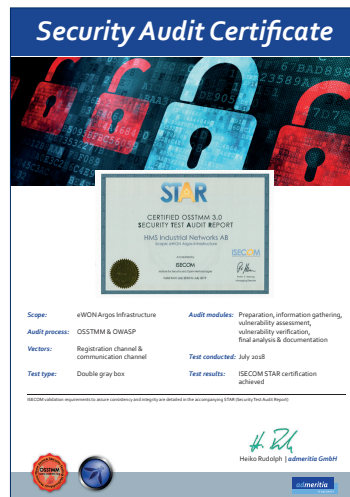 Security Audit Certificate
STAR
CERTIFIED OSSTMM 3.0
SECURITY TEST AUDIT REPORT
HMS Industrial Networks AB
ISECOM
ISECOM
Scope: eWON Argos Infrastructure
Audit process: OSSTMM & OWASP
Vectors: Registration channel &
communication channel
Test type: Double gray box
Audit modules: Preparation, information gathering,
vulnerability assessment,
vulnerability verification,
final analysis & documentation
Test conducted: July 2018
Test results: ISECOM STAR certification
achieved
ISECOM validation requirements to assure consistency and integrity are detailed in the accompanying STAR (Security Test Audit Report)
Heiko Rudolph | admeritia GmbH
OSSTMM
admeritia